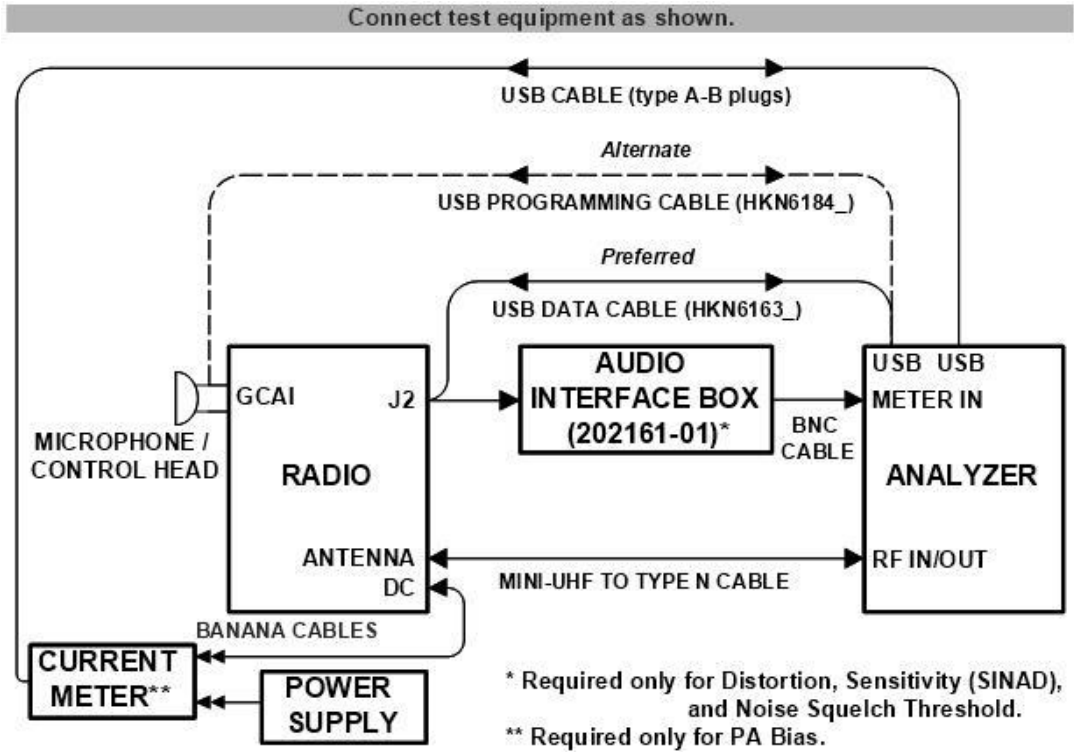 Connect test equipment as shown.
USB CABLE (type A-B plugs)
Alternate
USB PROGRAMMING CABLE (HKN6184_)
Preferred
USB DATA CABLE (HKN6163_)
AUDIO
INTERFACE BOX
(202161-01)*
USB USB
METER IN
GCAI
J2
BNC
CABLE
MICROPHONE /
CONTROL HEAD
RADIO
ANALYZER
ANTENNA
RF IN/OUT
DC
MINI-UHF TO TYPE N CABLE
BANANA CABLES
CURRENT
METER**
POWER
SUPPLY
* Required only for Distortion, Sensitivity (SINAD),
and Noise Squelch Threshold.
** Required only for PA Bias.